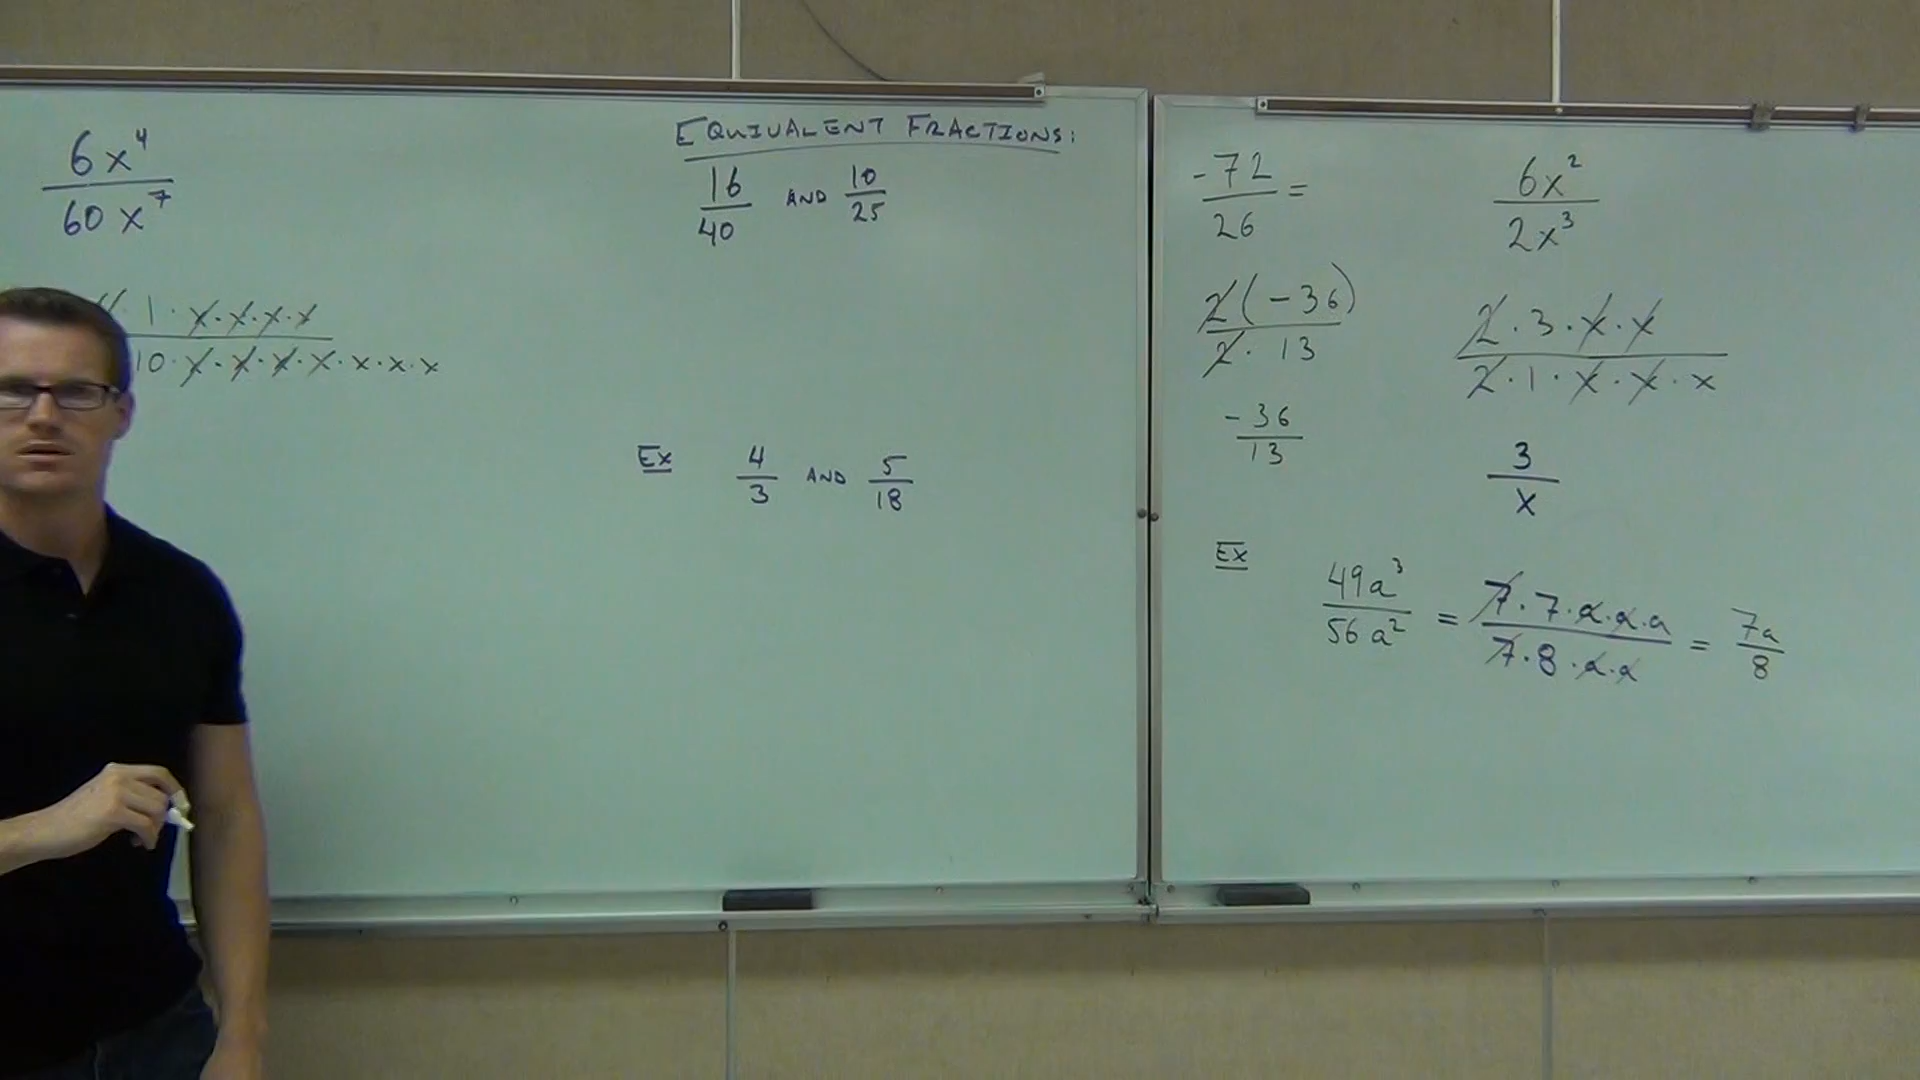 6x⁴
60x⁷
1 · x · x · x · x
10 · x · x · x · x · x · x · x
EQUIVALENT FRACTIONS:
16/40 AND 10/25
Ex 4/3 AND 5/18
-72/26 =
2(-36)
2 · 13
-36
13
6x²
2x³
2 · 3 · x · x
2 · 1 · x · x · x
3
x
Ex
49a³/56a² = 7 · 7 · a · a · a/7 · 8 · a · a = 7a/8